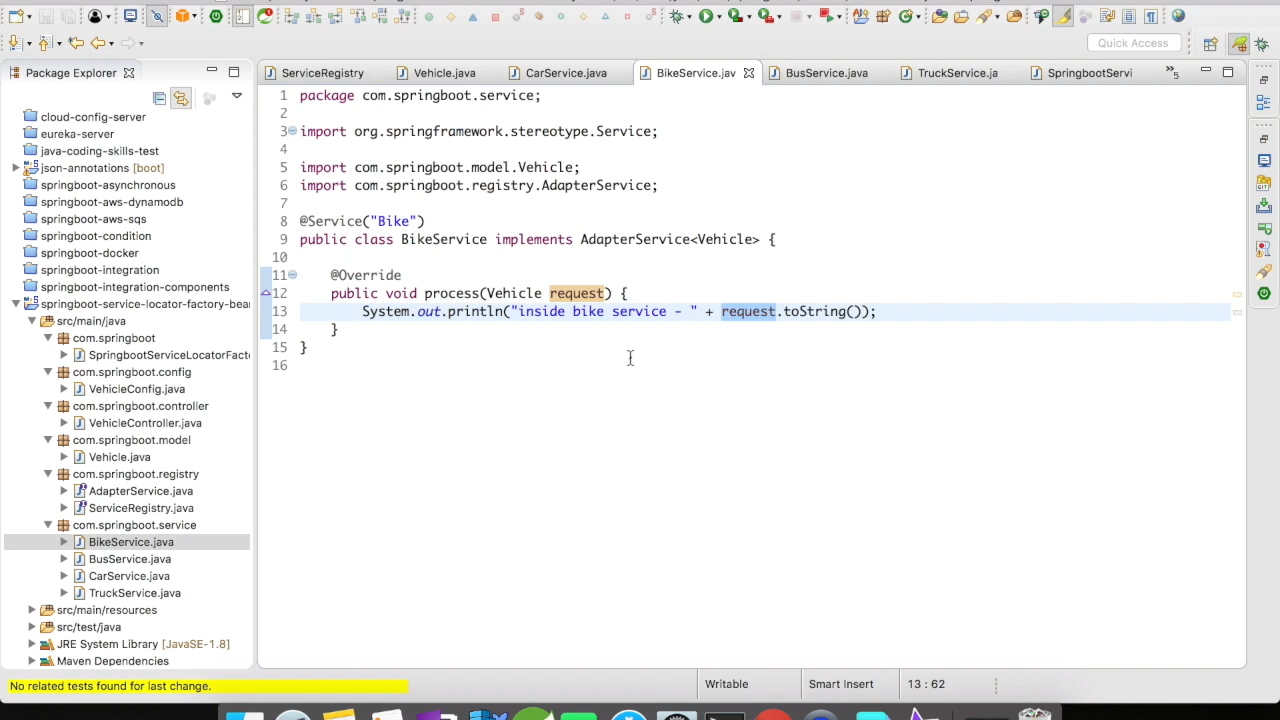 Quick Access
Package Explorer
cloud-config-server
eureka-server
java-coding-skills-test
json-annotations [boot]
springboot-asynchronous
springboot-aws-dynamodb
springboot-aws-sqs
springboot-condition
springboot-docker
springboot-integration
springboot-integration-components
springboot-service-locator-factory-bear
src/main/java
com.springboot
SpringbootServiceLocatorFact
com.springboot.config
VehicleConfig.java
com.springboot.controller
VehicleController.java
com.springboot.model
Vehicle.java
com.springboot.registry
AdapterService.java
ServiceRegistry.java
com.springboot.service
BikeService.java
BusService.java
CarService.java
TruckService.java
src/main/resources
src/test/java
JRE System Library [JavaSE-1.8]
Maven Dependencies
ServiceRegistry Vehicle.java CarService.java BikeService.jav BusService.java TruckService.ja SpringbootServi 5
1 package com.springboot.service;
2
3 import org.springframework.stereotype.Service;
4
5 import com.springboot.model.Vehicle;
6 import com.springboot.registry.AdapterService;
7
8 @Service("Bike")
9 public class BikeService implements AdapterService<Vehicle> {
10
11 @Override
12 public void process(Vehicle request) {
13 System.out.println("inside bike service - " + request.toString());
14 }
15 }
16
No related tests found for last change. Writable Smart Insert 13 : 62